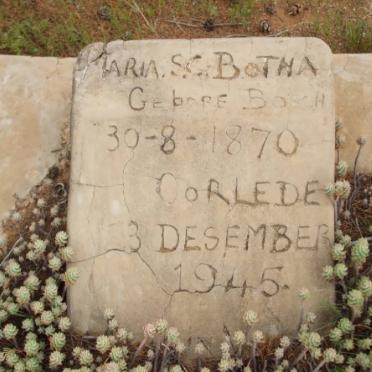 MARIA. S.C. BOTHA
GEBORE BOSCH
30-8-1870
OORLEDE
3 DESEMBER
1945.